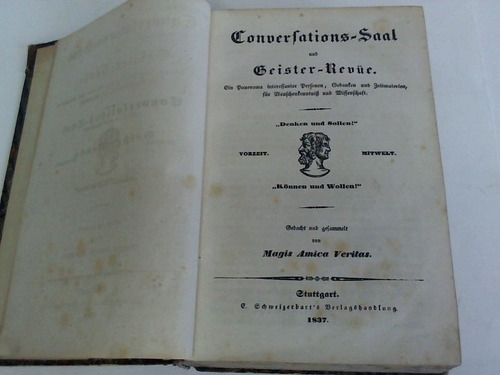 Conversations-Saal
und
Geister-Revüe.
Ein Panorama interessanter Personen, Gedanken und Zeitmaterien,
für Menschenkenntniß und Wissenschaft.
„Denken und Sollen!"
VORZEIT. MITWELT.
„Können und Wollen!"
Gedacht und gesammelt
von
Magis Amica Veritas.
Stuttgart.
E. Schweizerbart's Verlagshandlung.
1837.